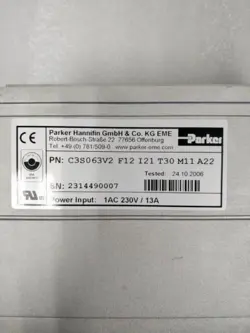 Parker Hannifin GmbH & Co. KG EME
Robert-Bosch-Straße 22 77656 Offenburg
Tel.: +49 (0) 781/509-0 www.parker-eme.com
Parker
PN: C3S063V2 F12 I21 T30 M11 A22
Tested: 24.10.2006
SN: 2314490007
Power Input: 1AC 230V / 13A